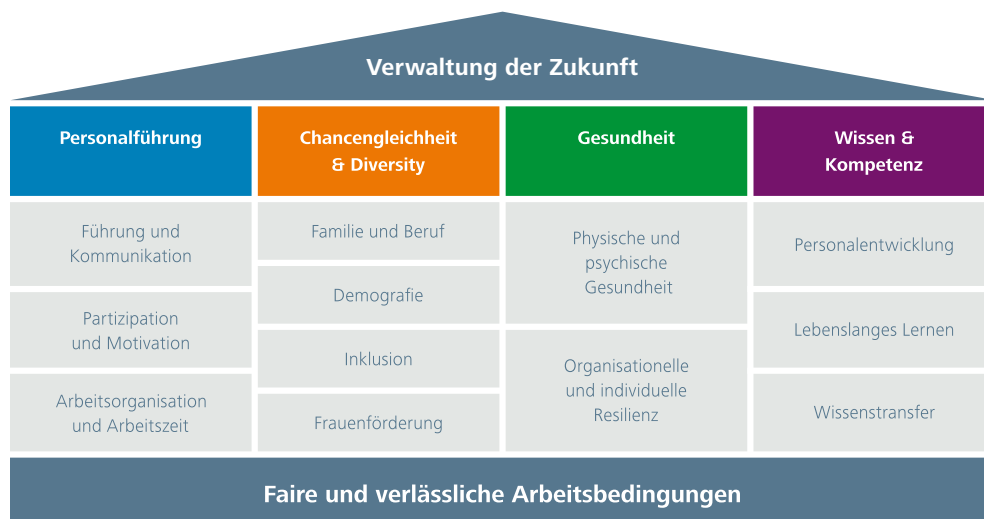 Verwaltung der Zukunft
Personalführung
Chancengleichheit
& Diversity
Gesundheit
Wissen &
Kompetenz
Führung und
Kommunikation
Partizipation
und Motivation
Arbeitsorganisation
und Arbeitszeit
Familie und Beruf
Demografie
Inklusion
Frauenförderung
Physische und
psychische
Gesundheit
Organisationelle
und individuelle
Resilienz
Personalentwicklung
Lebenslanges Lernen
Wissenstransfer
Faire und verlässliche Arbeitsbedingungen